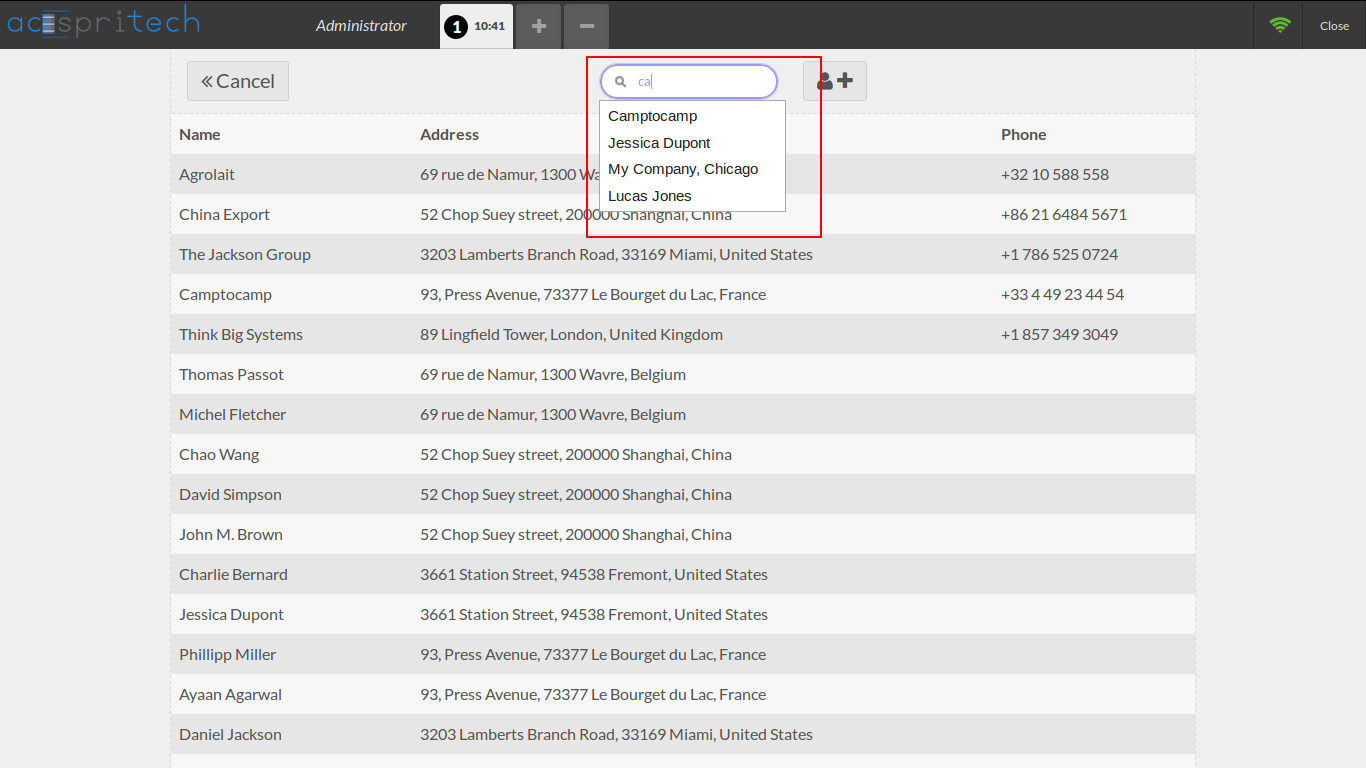 acespritech Administrator 1 10:41 Close
Cancel ca
Camptocamp
Jessica Dupont
My Company, Chicago
Lucas Jones
Name Address Phone
Agrolait 69 rue de Namur, 1300 Wa +32 10 588 558
China Export 52 Chop Suey street, 200000 Shanghai, China +86 21 6484 5671
The Jackson Group 3203 Lamberts Branch Road, 33169 Miami, United States +1 786 525 0724
Camptocamp 93, Press Avenue, 73377 Le Bourget du Lac, France +33 4 49 23 44 54
Think Big Systems 89 Lingfield Tower, London, United Kingdom +1 857 349 3049
Thomas Passot 69 rue de Namur, 1300 Wavre, Belgium
Michel Fletcher 69 rue de Namur, 1300 Wavre, Belgium
Chao Wang 52 Chop Suey street, 200000 Shanghai, China
David Simpson 52 Chop Suey street, 200000 Shanghai, China
John M. Brown 52 Chop Suey street, 200000 Shanghai, China
Charlie Bernard 3661 Station Street, 94538 Fremont, United States
Jessica Dupont 3661 Station Street, 94538 Fremont, United States
Phillipp Miller 93, Press Avenue, 73377 Le Bourget du Lac, France
Ayaan Agarwal 93, Press Avenue, 73377 Le Bourget du Lac, France
Daniel Jackson 3203 Lamberts Branch Road, 33169 Miami, United States